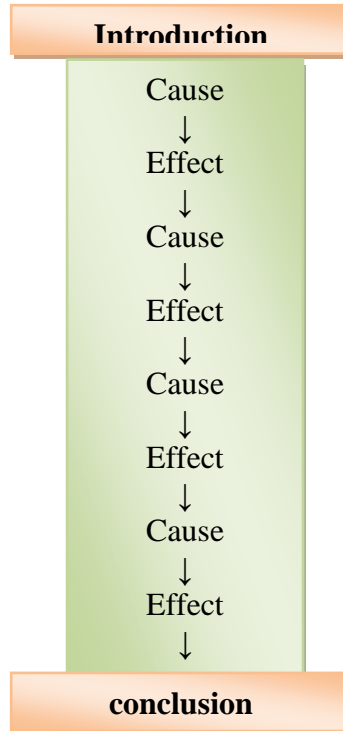 Introduction
Cause
↓
Effect
↓
Cause
↓
Effect
↓
Cause
↓
Effect
↓
Cause
↓
Effect
↓
conclusion